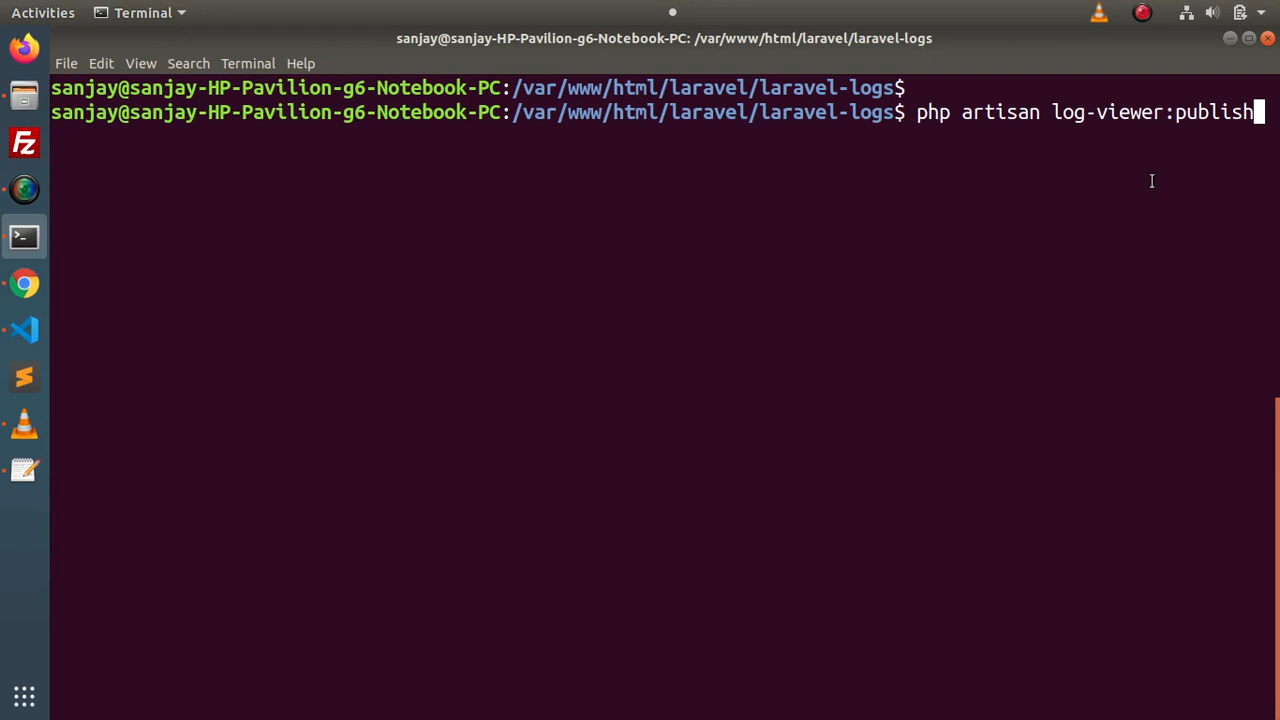 Activities Terminal
sanjay@sanjay-HP-Pavilion-g6-Notebook-PC: /var/www/html/laravel/laravel-logs
File Edit View Search Terminal Help
sanjay@sanjay-HP-Pavilion-g6-Notebook-PC:/var/www/html/laravel/laravel-logs$
sanjay@sanjay-HP-Pavilion-g6-Notebook-PC:/var/www/html/laravel/laravel-logs$ php artisan log-viewer:publish
Fz